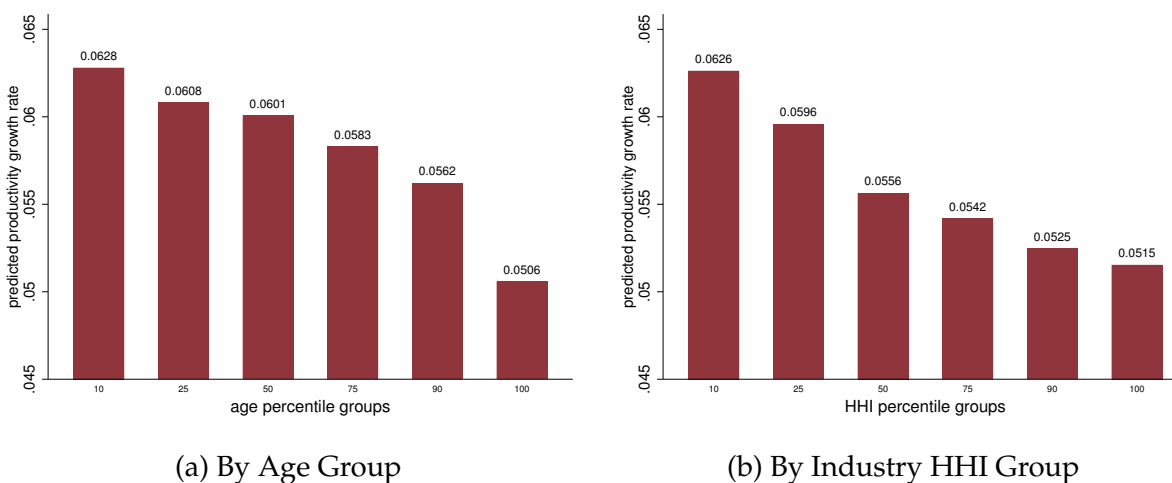 predicted productivity growth rate
.065
.06
.055
.05
.045
0.0628
0.0608
0.0601
0.0583
0.0562
0.0506
10 25 50 75 90 100
age percentile groups
(a) By Age Group
predicted productivity growth rate
.065
.06
.055
.05
.045
0.0626
0.0596
0.0556
0.0542
0.0525
0.0515
10 25 50 75 90 100
HHI percentile groups
(b) By Industry HHI Group